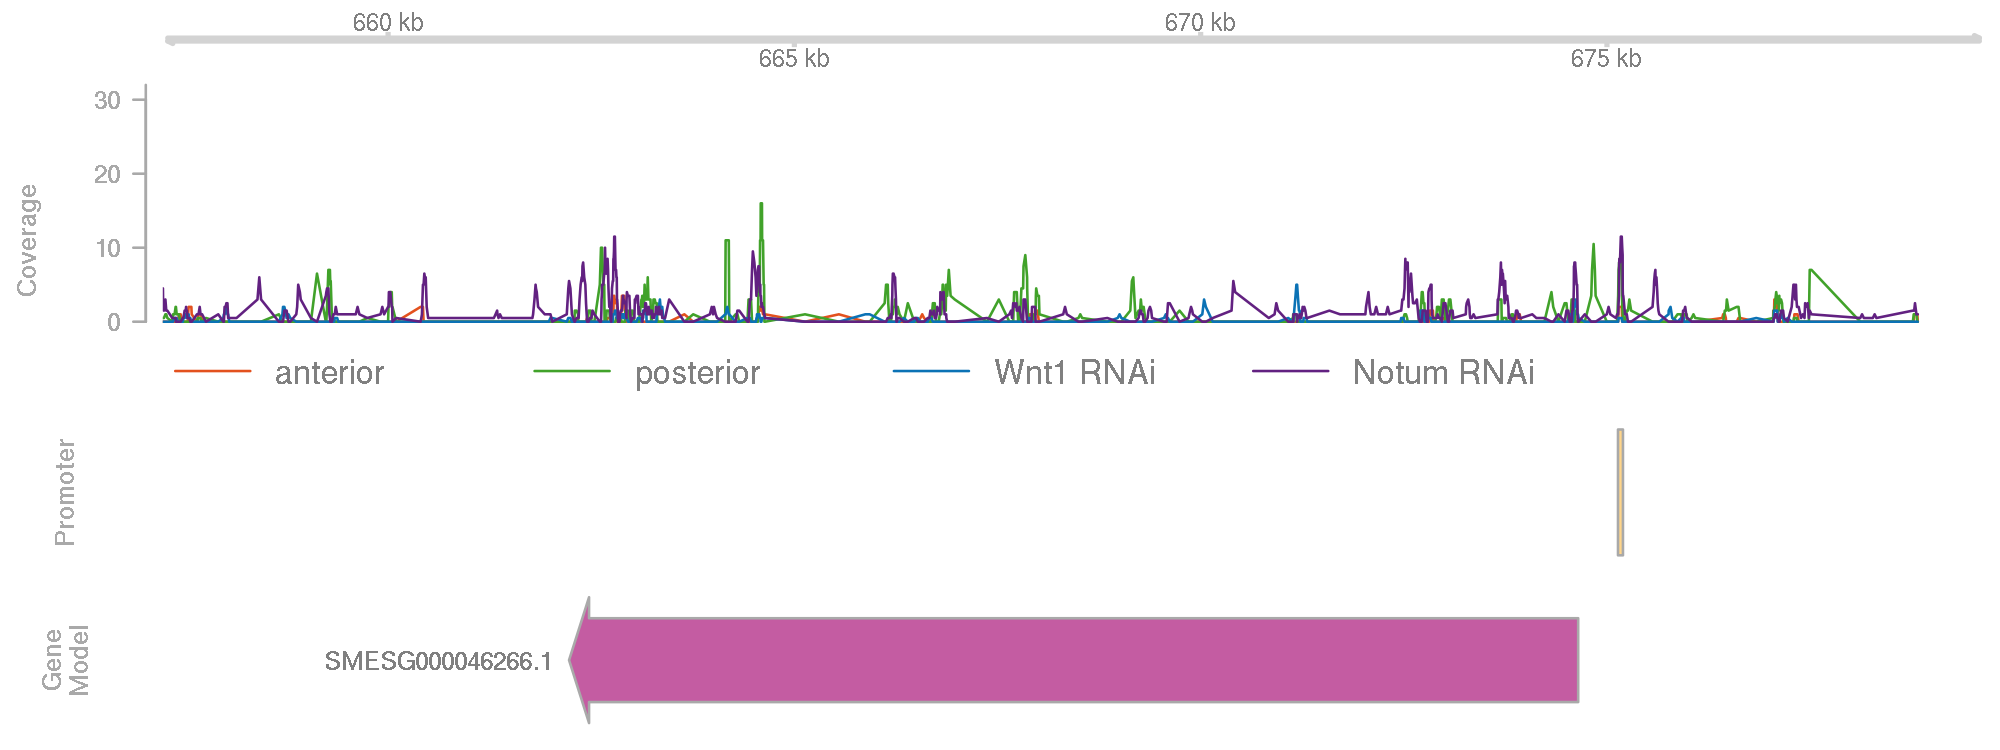 660 kb
670 kb
665 kb
675 kb
30
20
10
0
Coverage
anterior
posterior
Wnt1 RNAi
Notum RNAi
Promoter
Gene
Model
SMESG000046266.1